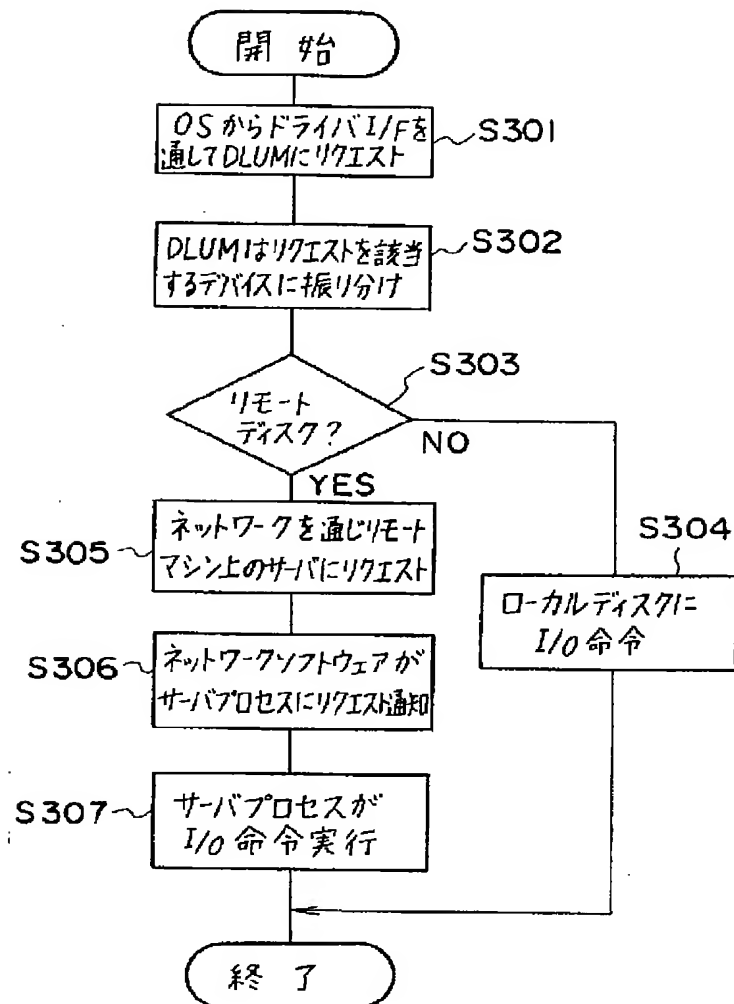 開始
OSからドライバI/Fを
通してDLUMにリクエスト
S301
DLUMはリクエストを該当
するデバイスに振り分け
S302
リモート
ディスク?
S303
NO
YES
ネットワークを通じリモート
マシン上のサーバにリクエスト
S305
ローカルディスクに
I/O命令
S304
ネットワークソフトウェアが
サーバプロセスにリクエスト通知
S306
サーバプロセスが
I/O命令実行
S307
終了